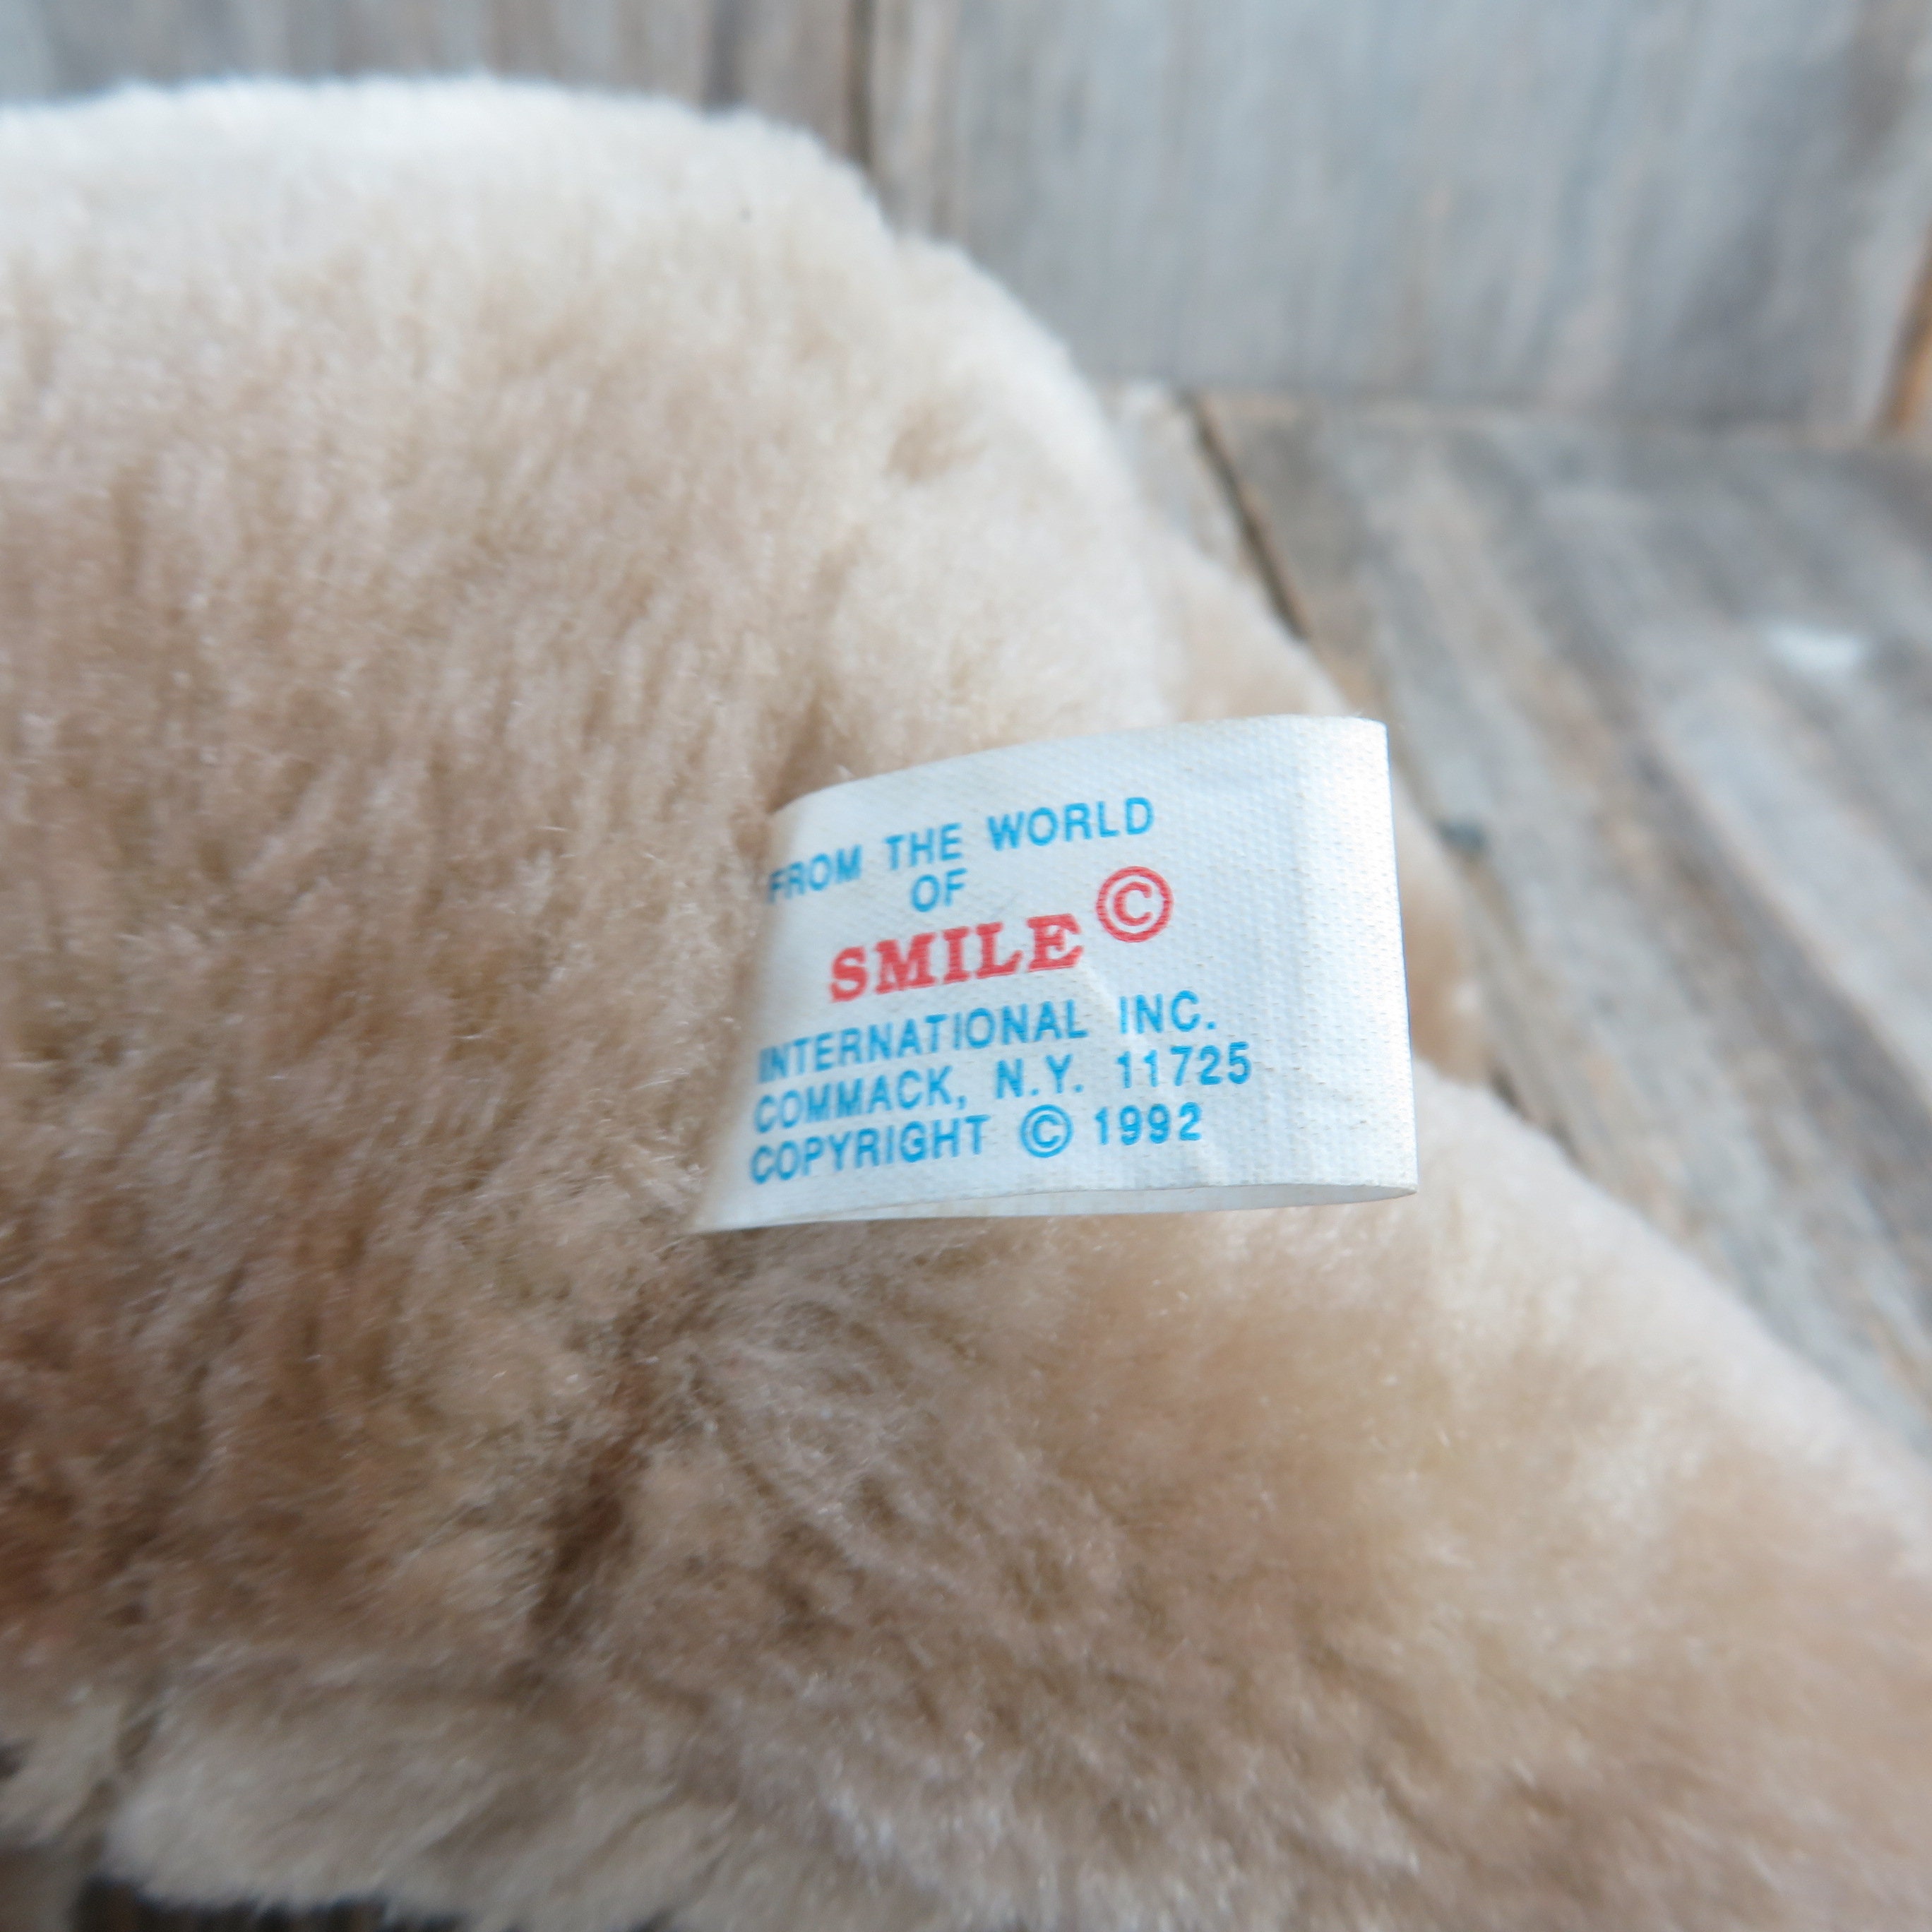 FROM THE WORLD
OF
SMILE ©
INTERNATIONAL INC.
COMMACK, N.Y. 11725
COPYRIGHT © 1992